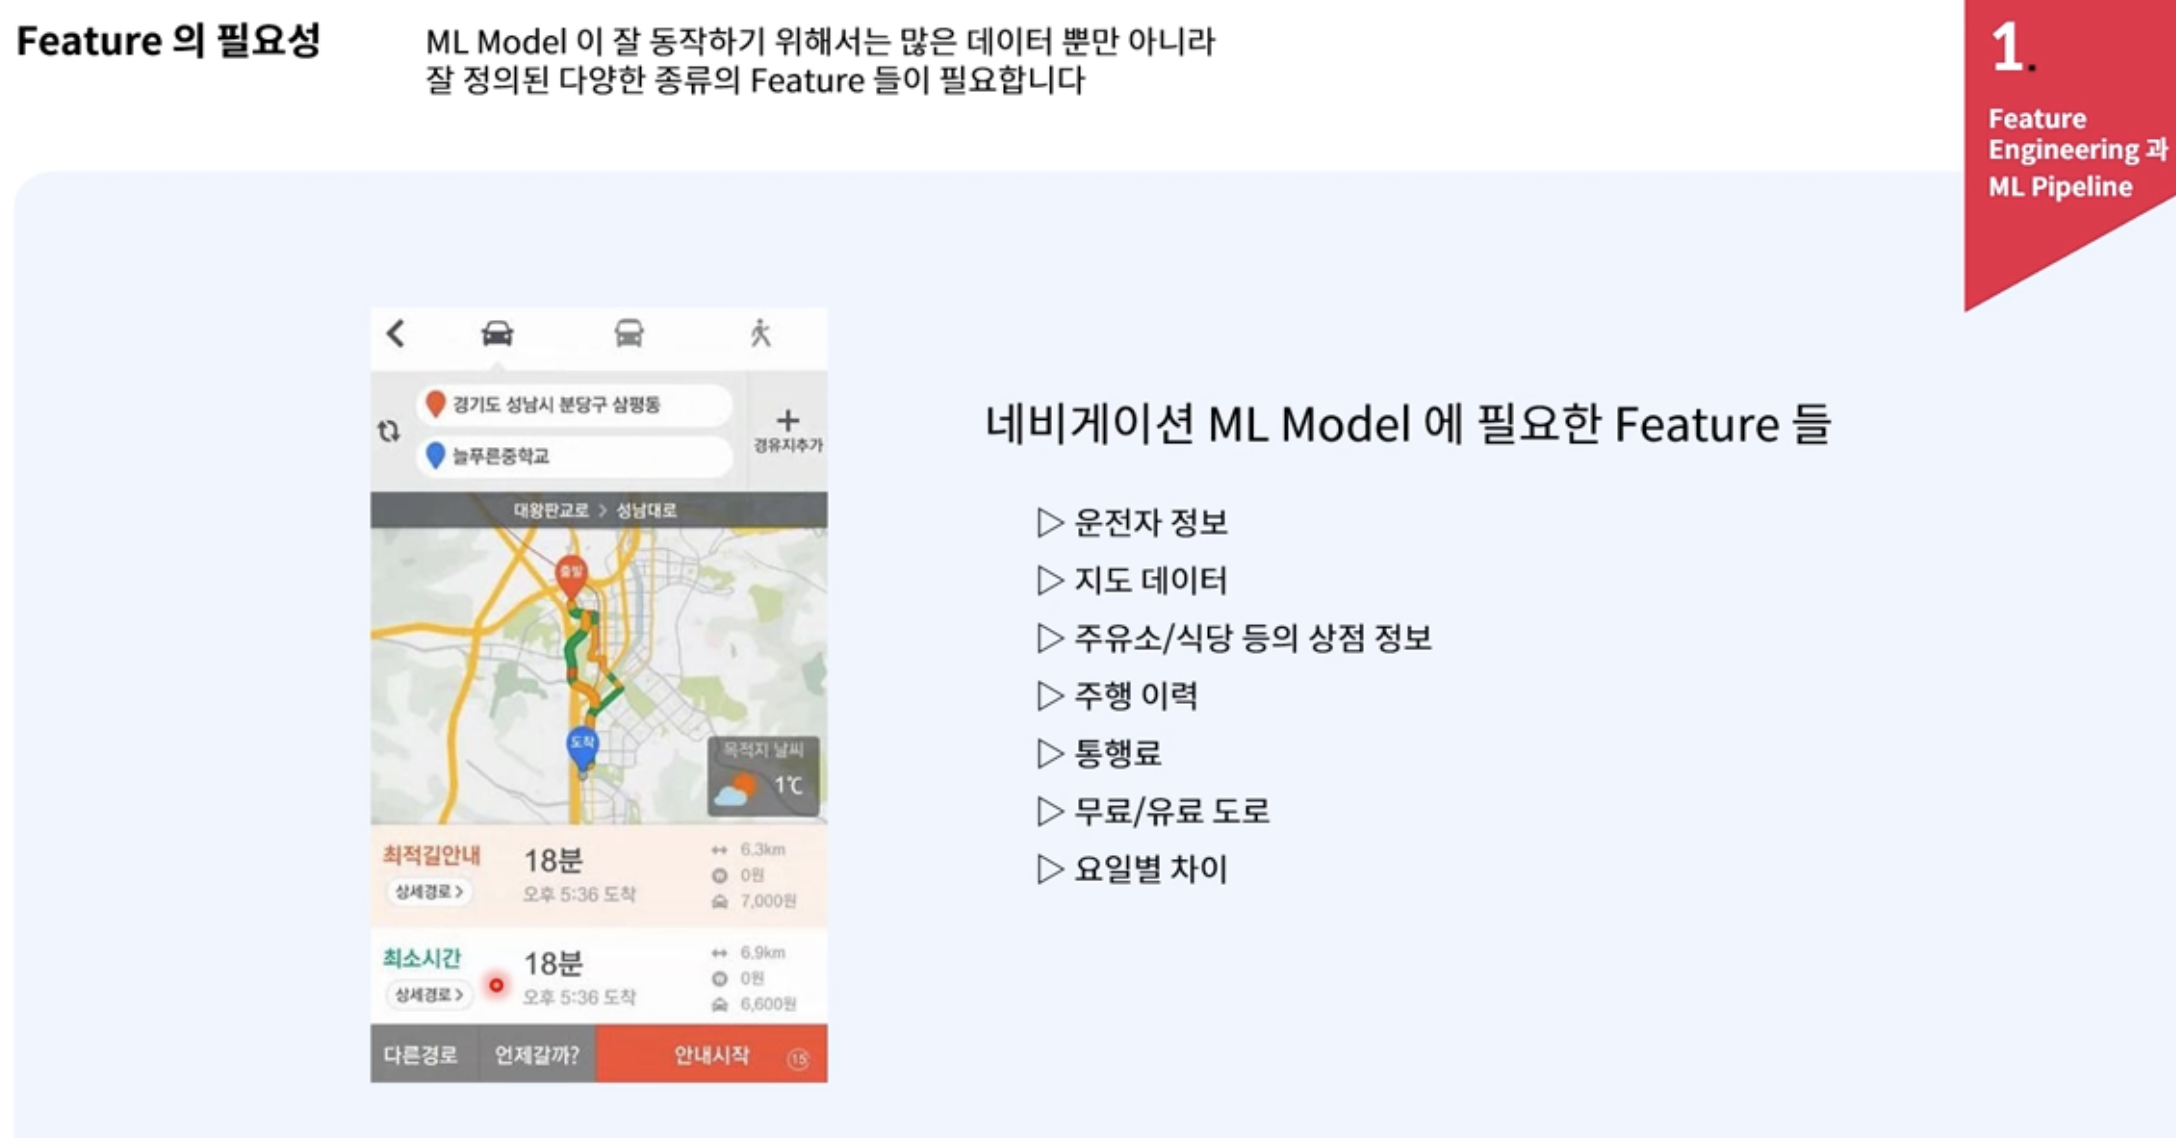 Feature 의 필요성
ML Model 이 잘 동작하기 위해서는 많은 데이터 뿐만 아니라
잘 정의된 다양한 종류의 Feature 들이 필요합니다
1.
Feature
Engineering 과
ML Pipeline
경기도 성남시 분당구 삼평동
늘푸른중학교
경유지추가
대왕판교로 > 성남대로
출발
도착
목적지 날씨
1℃
최적길안내
18분
6.3km
상세경로 >
오후 5:36 도착
0원
7,000원
최소시간
18분
6.9km
상세경로 >
오후 5:36 도착
0원
6,600원
다른경로
언제갈까?
안내시작
15
네비게이션 ML Model 에 필요한 Feature 들
▷ 운전자 정보
▷ 지도 데이터
▷ 주유소/식당 등의 상점 정보
▷ 주행 이력
▷ 통행료
▷ 무료/유료 도로
▷ 요일별 차이